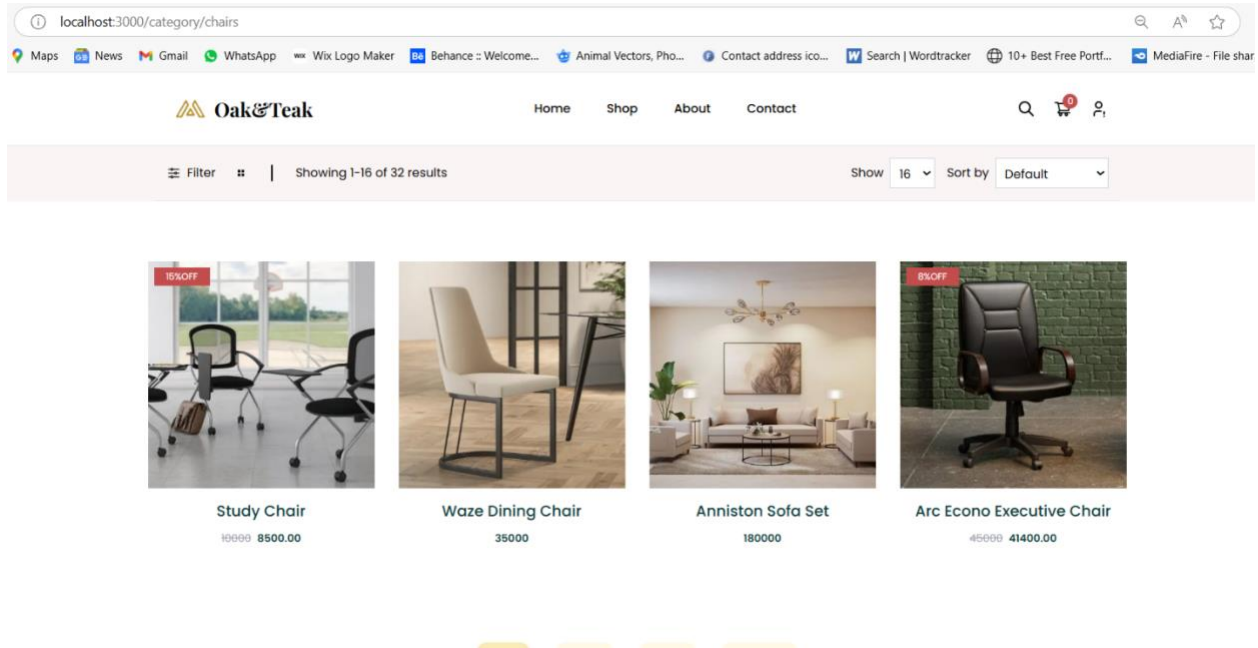 localhost:3000/category/chairs
Maps News Gmail WhatsApp Wix Logo Maker Behance :: Welcome... Animal Vectors, Pho... Contact address ico... Search | Wordtracker 10+ Best Free Portf... MediaFire - File shar
Oak&Teak Home Shop About Contact 0
Filter Showing 1-16 of 32 results Show 16 Sort by Default
15%OFF 8%OFF
Study Chair Waze Dining Chair Anniston Sofa Set Arc Econo Executive Chair
10000 8500.00 35000 180000 45000 41400.00